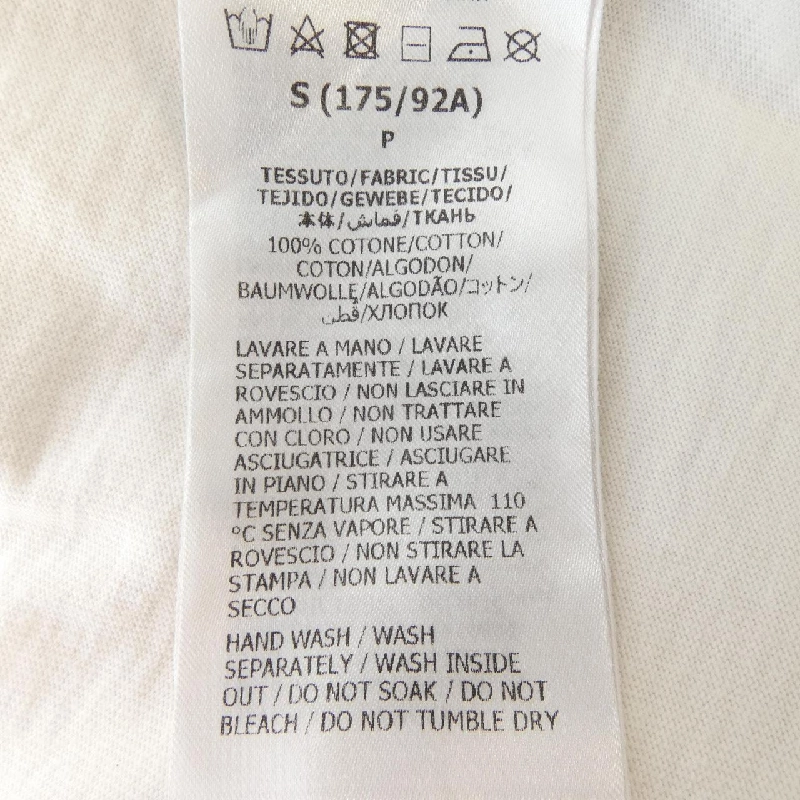 S (175/92A)
P
TESSUTO/FABRIC/TISSU/
TEJIDO/GEWEBE/TECIDO/
本体/قماش/ТКАНЬ
100% COTONE/COTTON/
COTON/ALGODON/
BAUMWOLLE/ALGODÃO/コットン/
قطن/ХЛОПОК
LAVARE A MANO / LAVARE
SEPARATAMENTE / LAVARE A
ROVESCIO / NON LASCIARE IN
AMMOLLO / NON TRATTARE
CON CLORO / NON USARE
ASCIUGATRICE / ASCIUGARE
IN PIANO / STIRARE A
TEMPERATURA MASSIMA 110
°C SENZA VAPORE / STIRARE A
ROVESCIO / NON STIRARE LA
STAMPA / NON LAVARE A
SECCO
HAND WASH / WASH
SEPARATELY / WASH INSIDE
OUT / DO NOT SOAK / DO NOT
BLEACH / DO NOT TUMBLE DRY